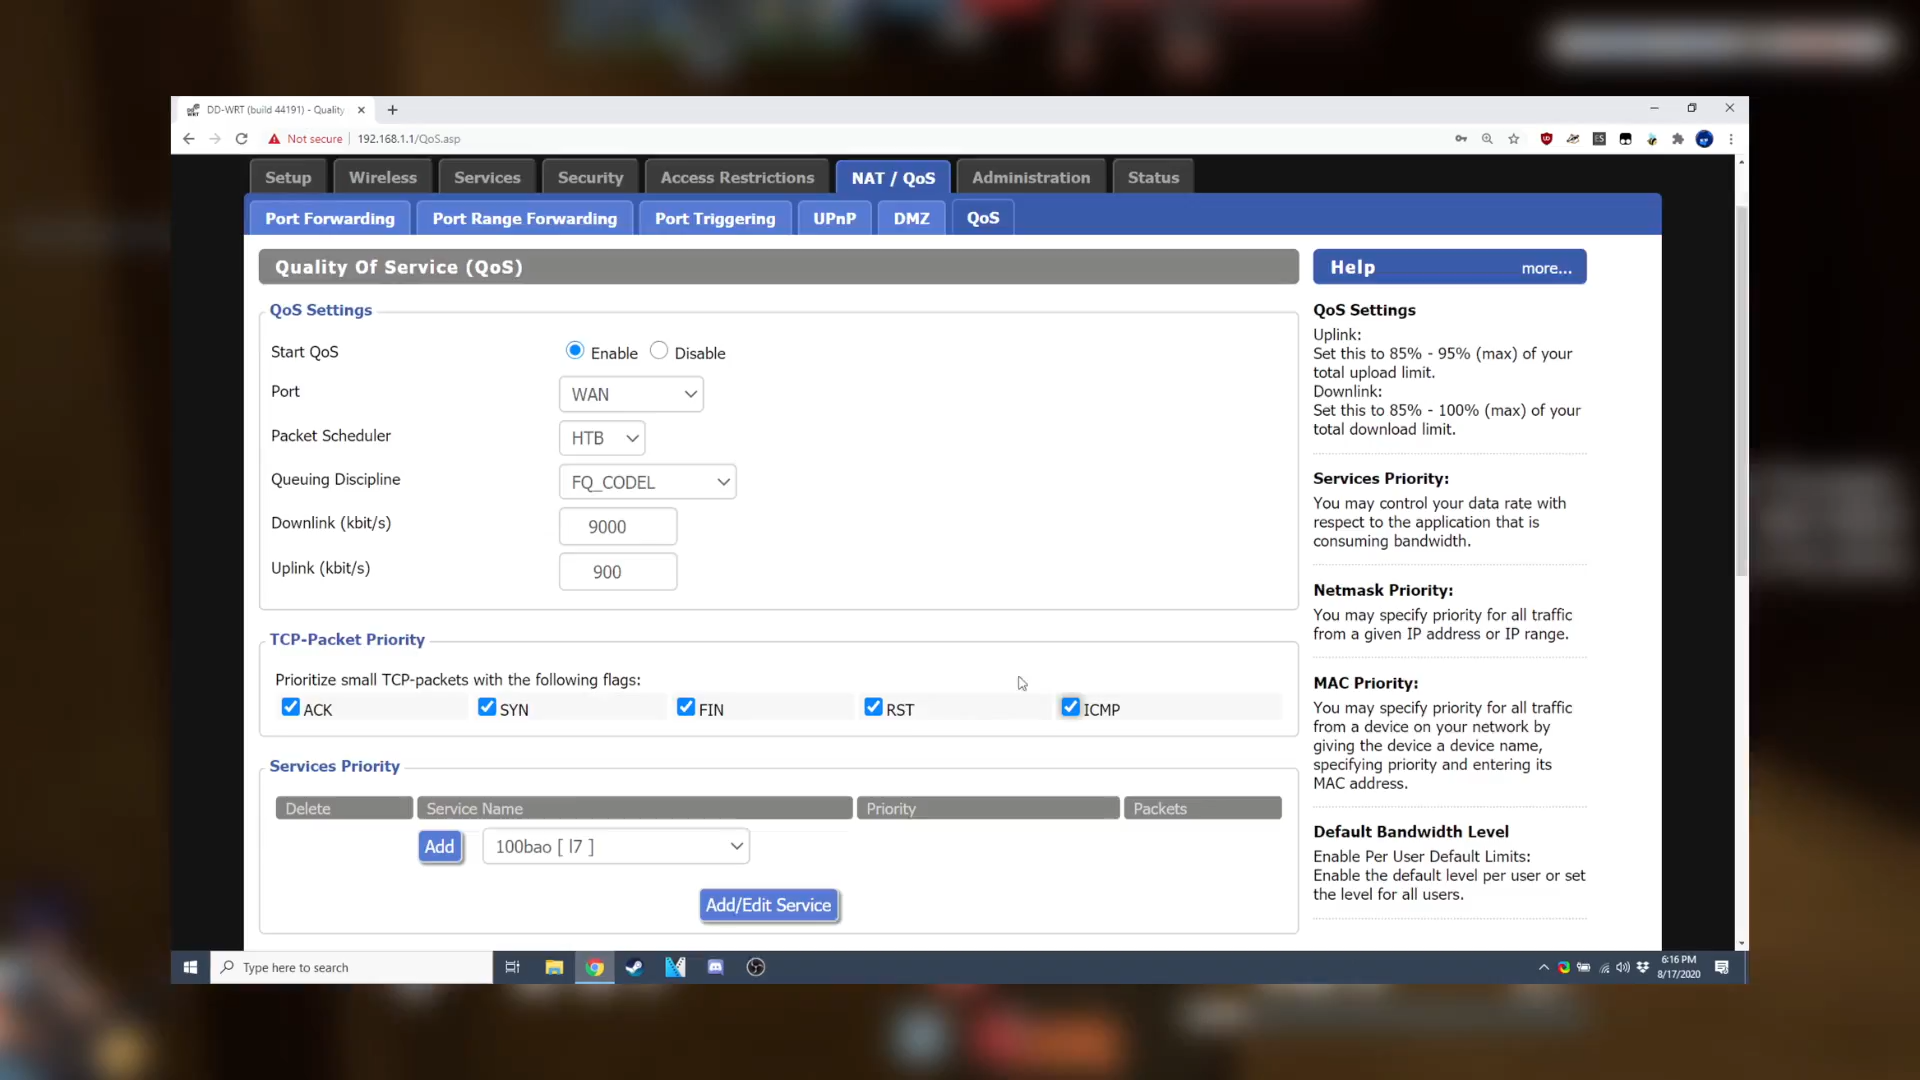 DD-WRT (build 44191) - Quality
Not secure | 192.168.1.1/QoS.asp
Setup Wireless Services Security Access Restrictions NAT / QoS Administration Status
Port Forwarding Port Range Forwarding Port Triggering UPnP DMZ QoS
Quality Of Service (QoS)
QoS Settings
Start QoS Enable Disable
Port WAN
Packet Scheduler HTB
Queuing Discipline FQ_CODEL
Downlink (kbit/s) 9000
Uplink (kbit/s) 900
TCP-Packet Priority
Prioritize small TCP-packets with the following flags:
ACK SYN FIN RST ICMP
Services Priority
Delete Service Name Priority Packets
Add 100bao [ l7 ]
Add/Edit Service
Help more...
QoS Settings
Uplink:
Set this to 85% - 95% (max) of your
total upload limit.
Downlink:
Set this to 85% - 100% (max) of your
total download limit.
Services Priority:
You may control your data rate with
respect to the application that is
consuming bandwidth.
Netmask Priority:
You may specify priority for all traffic
from a given IP address or IP range.
MAC Priority:
You may specify priority for all traffic
from a device on your network by
giving the device a device name,
specifying priority and entering its
MAC address.
Default Bandwidth Level
Enable Per User Default Limits:
Enable the default level per user or set
the level for all users.
Type here to search
6:16 PM
8/17/2020